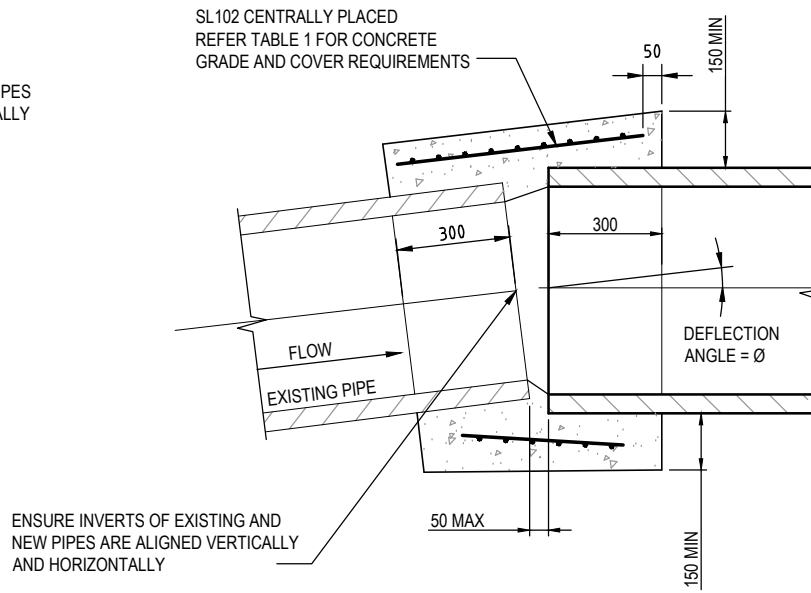 SL102 CENTRALLY PLACED
REFER TABLE 1 FOR CONCRETE
GRADE AND COVER REQUIREMENTS
50
150 MIN
300
300
DEFLECTION
ANGLE = Ø
FLOW
EXISTING PIPE
ENSURE INVERTS OF EXISTING AND
NEW PIPES ARE ALIGNED VERTICALLY
AND HORIZONTALLY
50 MAX
150 MIN